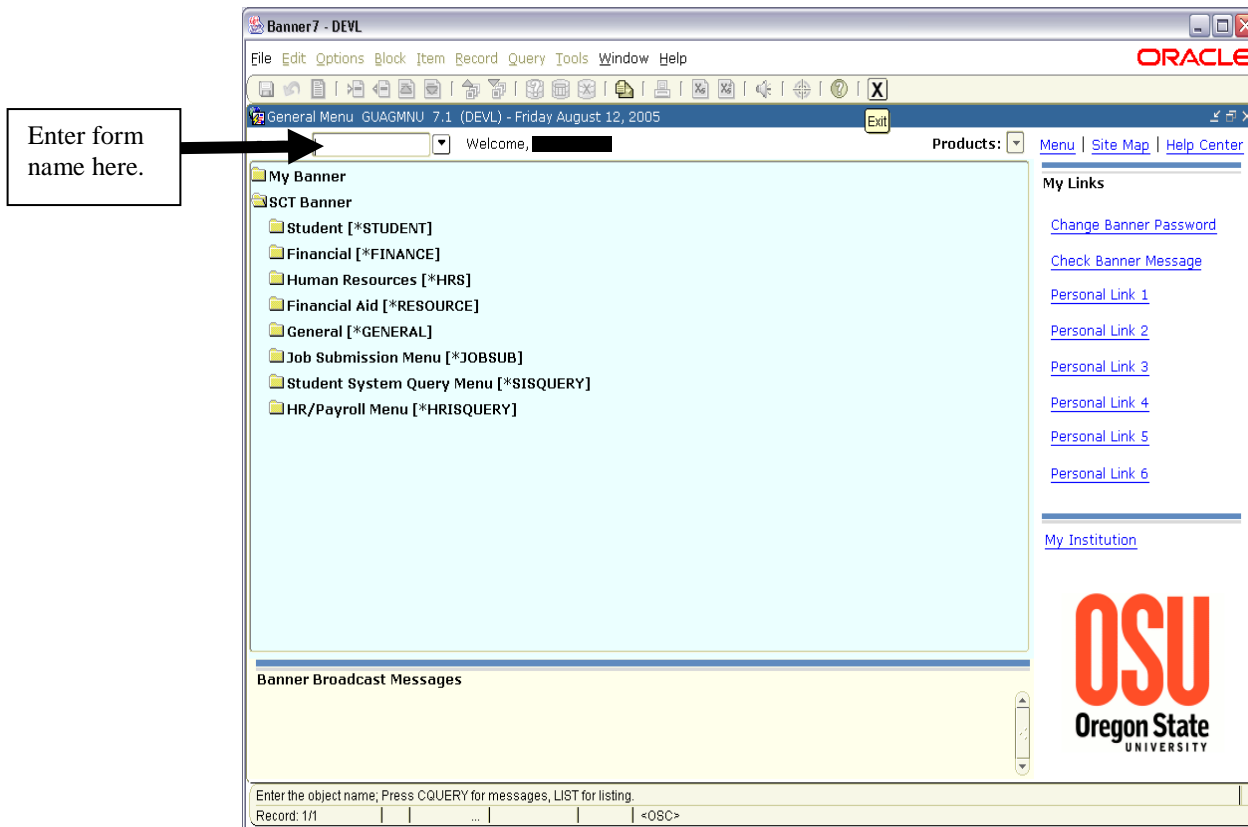 Banner7 - DEVL
File Edit Options Block Item Record Query Tools Window Help
ORACLE
X
General Menu GUAGMNU 7.1 (DEVL) - Friday August 12, 2005
Exit
Enter form
name here.
Welcome,
Products:
Menu | Site Map | Help Center
My Banner
SCT Banner
Student [*STUDENT]
Financial [*FINANCE]
Human Resources [*HRS]
Financial Aid [*RESOURCE]
General [*GENERAL]
Job Submission Menu [*JOBSUB]
Student System Query Menu [*SISQUERY]
HR/Payroll Menu [*HRISQUERY]
My Links
Change Banner Password
Check Banner Message
Personal Link 1
Personal Link 2
Personal Link 3
Personal Link 4
Personal Link 5
Personal Link 6
My Institution
OSU
Oregon State
UNIVERSITY
Banner Broadcast Messages
Enter the object name; Press CQUERY for messages, LIST for listing.
Record: 1/1 ... <OSC>